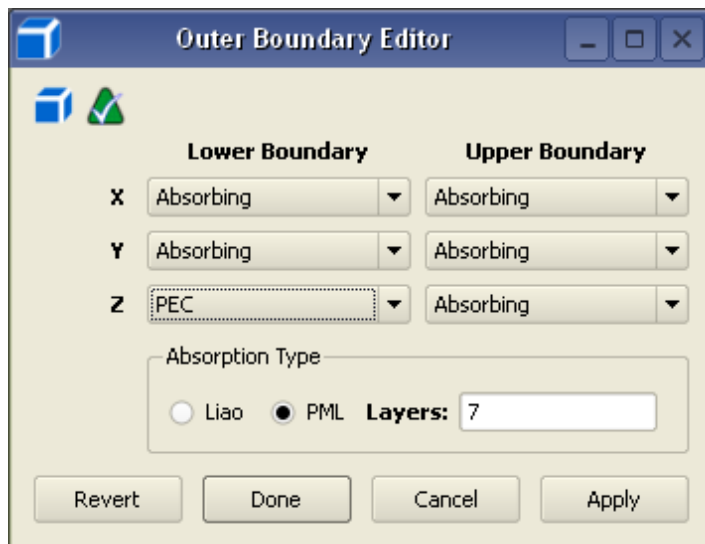 Outer Boundary Editor
Lower Boundary Upper Boundary
X Absorbing Absorbing
Y Absorbing Absorbing
Z PEC Absorbing
Absorption Type
Liao PML Layers: 7
Revert Done Cancel Apply